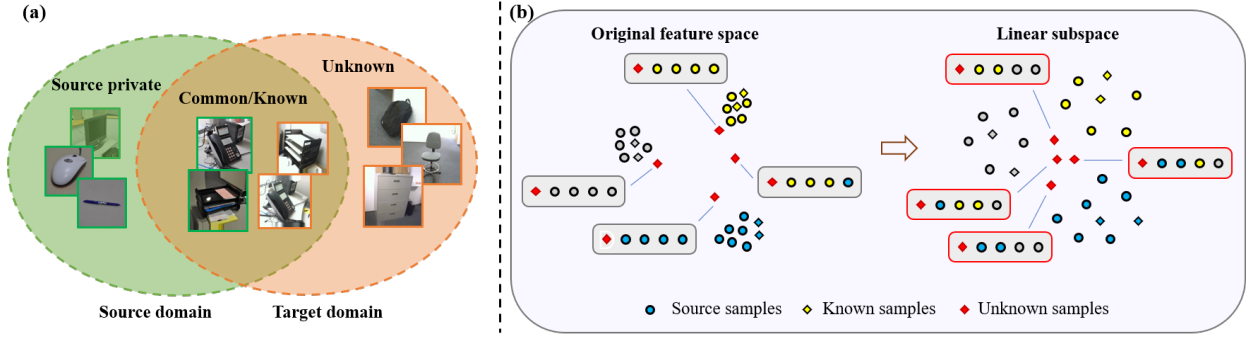 (a)
Source private
Unknown
Common/Known
Source domain
Target domain
(b)
Original feature space
Linear subspace
Source samples
Known samples
Unknown samples